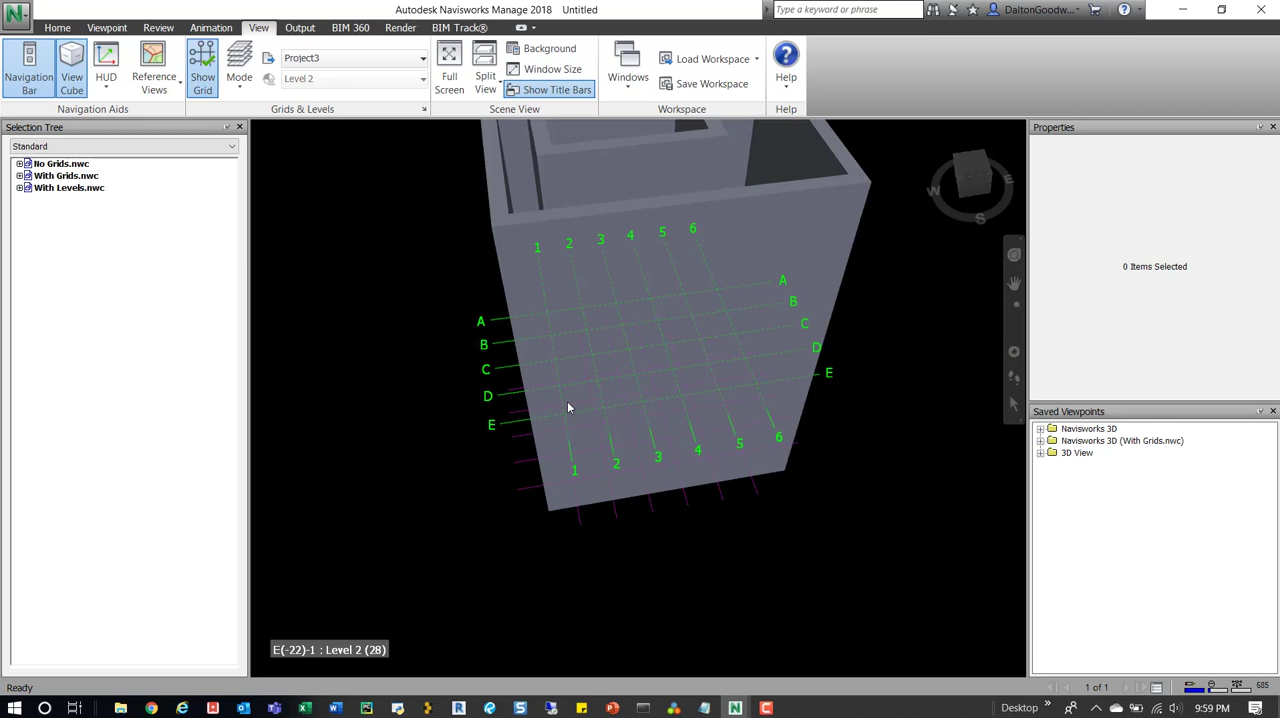 Autodesk Navisworks Manage 2018 Untitled
Type a keyword or phrase
DaltonGoodw...
Home Viewpoint Review Animation View Output BIM 360 Render BIM Track®
Navigation Bar
View Cube
HUD
Reference Views
Navigation Aids
Show Grid
Mode
Project3
Level 2
Grids & Levels
Full Screen
Split View
Background
Window Size
Show Title Bars
Scene View
Windows
Load Workspace
Save Workspace
Workspace
Help
Help
Selection Tree
Standard
No Grids.nwc
With Grids.nwc
With Levels.nwc
1 2 3 4 5 6
A A
B B
C C
D D
E E
1 2 3 4 5 6
W S E
E(-22)-1 : Level 2 (28)
Properties
0 Items Selected
Saved Viewpoints
Navisworks 3D
Navisworks 3D (With Grids.nwc)
3D View
Ready
1 of 1
685
Desktop
9:59 PM